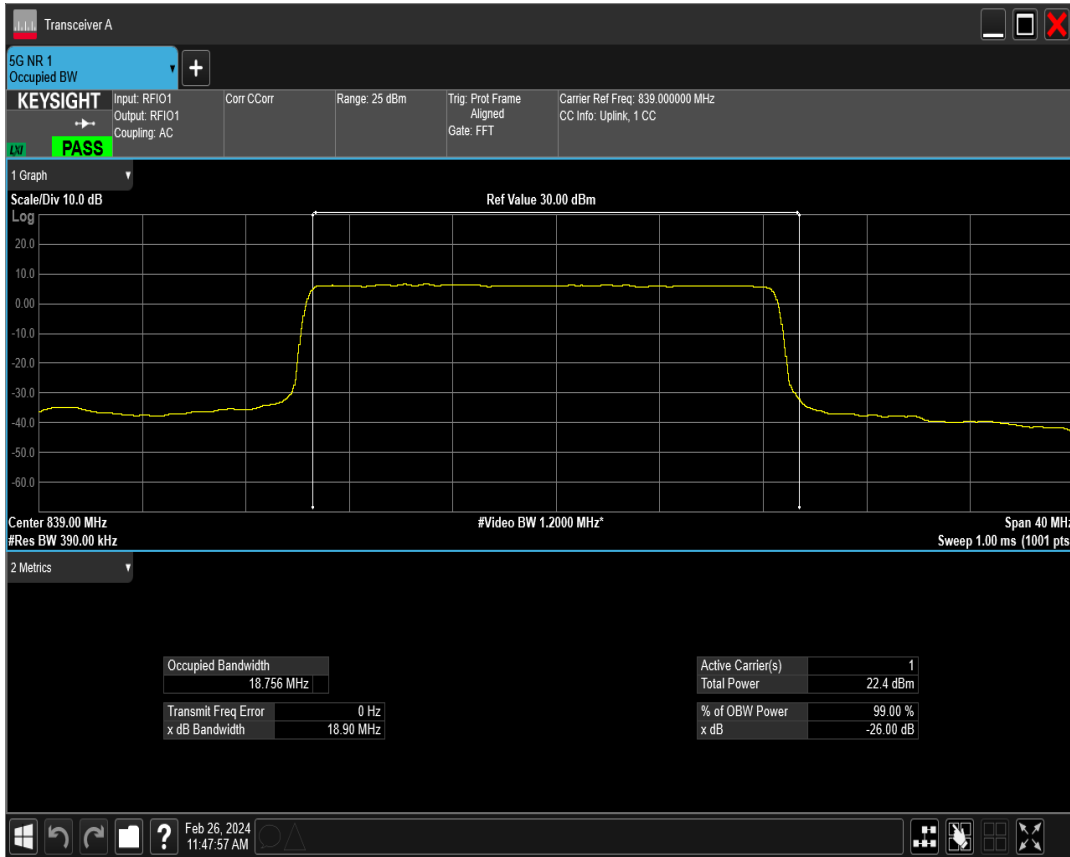 Transceiver A
5G NR 1
Occupied BW
KEYSIGHT
LXI
PASS
Input: RFIO1
Output: RFIO1
Coupling: AC
Corr CCorr
Range: 25 dBm
Trig: Prot Frame
Aligned
Gate: FFT
Carrier Ref Freq: 839.000000 MHz
CC Info: Uplink, 1 CC
1 Graph
Scale/Div 10.0 dB
Ref Value 30.00 dBm
Log
20.0
10.0
0.00
-10.0
-20.0
-30.0
-40.0
-50.0
-60.0
Center 839.00 MHz
#Video BW 1.2000 MHz*
Span 40 MHz
#Res BW 390.00 kHz
Sweep 1.00 ms (1001 pts
2 Metrics
Occupied Bandwidth
18.756 MHz
Transmit Freq Error 0 Hz
x dB Bandwidth 18.90 MHz
Active Carrier(s) 1
Total Power 22.4 dBm
% of OBW Power 99.00 %
x dB -26.00 dB
?
Feb 26, 2024
11:47:57 AM